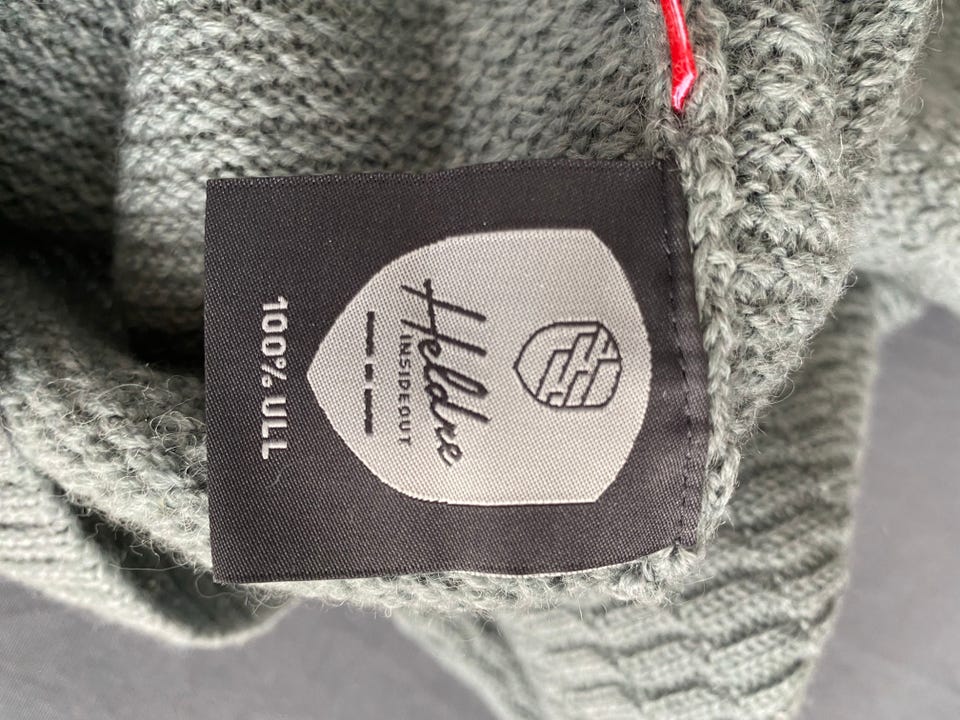 Heldre
INSIDEOUT
100% ULL